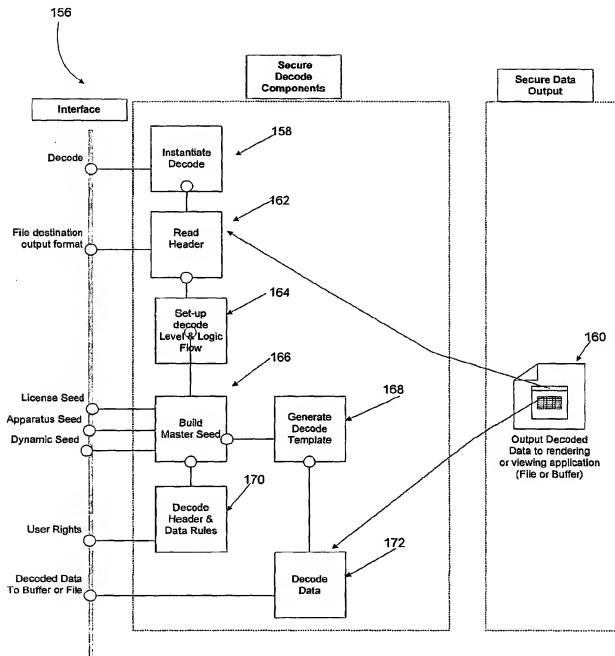 156
Secure
Decode
Components
Secure Data
Output
Interface
158
Decode
Instantiate
Decode
162
File destination
output format
Read
Header
164
Set-up
decode
Level & Logic
Flow
160
166
License Seed
168
Apparatus Seed
Build
Master Seed
Generate
Decode
Template
Dynamic Seed
Output Decoded
Data to rendering
or viewing application
(File or Buffer)
170
Decode
Header &
Data Rules
User Rights
172
Decoded Data
To Buffer or File
Decode
Data